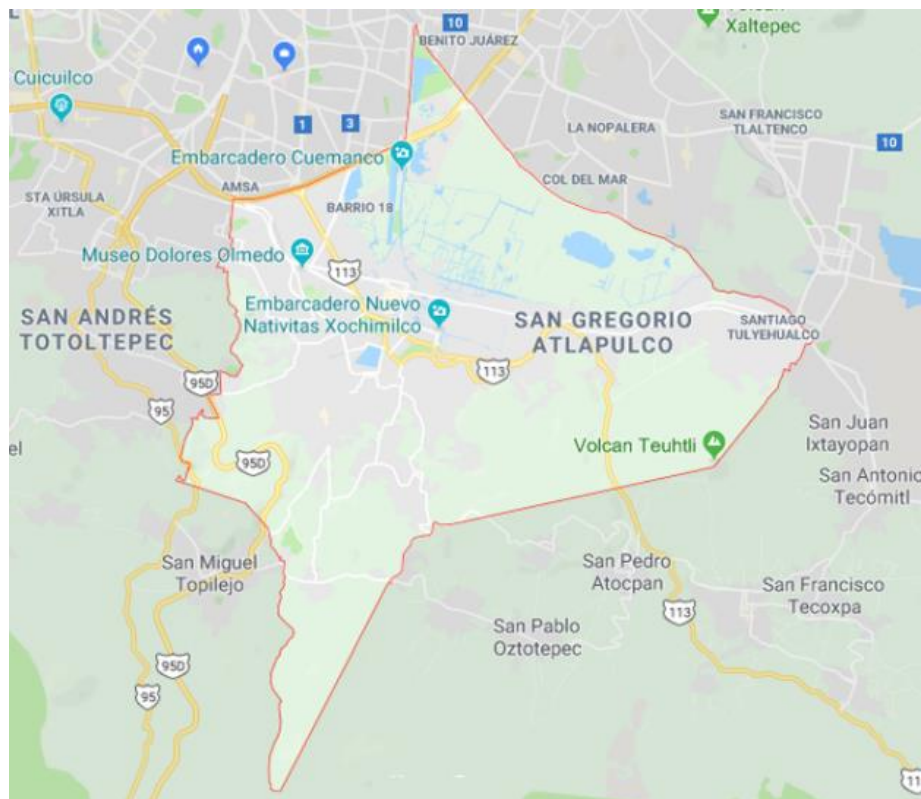 Xaltepec
10
BENITO JUÁREZ
Cuicuilco
SAN FRANCISCO
TLALTENCO
1
3
LA NOPALERA
10
Embarcadero Cuemanco
COL DEL MAR
AMSA
STA ÚRSULA
XITLA
BARRIO 18
Museo Dolores Olmedo
113
Embarcadero Nuevo
Nativitas Xochimilco
SAN ANDRÉS
TOTOLTEPEC
SAN GREGORIO
ATLAPULCO
SANTIAGO
TULYEHUALCO
113
95D
95
San Juan
Ixtayopan
el
Volcan Teuhtli
95D
San Antonio
Tecómitl
San Miguel
Topilejo
San Pedro
Atocpan
San Francisco
Tecoxpa
113
San Pablo
Oztotepec
95D
95
11